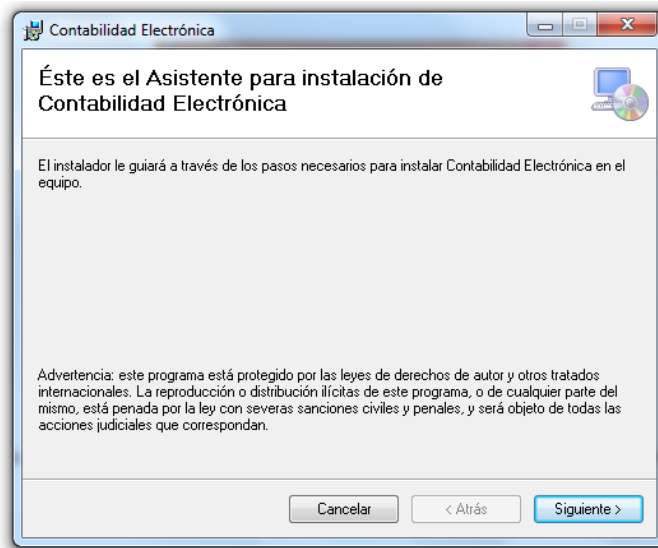 Contabilidad Electrónica
Éste es el Asistente para instalación de
Contabilidad Electrónica
El instalador le guiará a través de los pasos necesarios para instalar Contabilidad Electrónica en el
equipo.
Advertencia: este programa está protegido por las leyes de derechos de autor y otros tratados
internacionales. La reproducción o distribución ilícitas de este programa, o de cualquier parte del
mismo, está penada por la ley con severas sanciones civiles y penales, y será objeto de todas las
acciones judiciales que correspondan.
Cancelar < Atrás Siguiente >